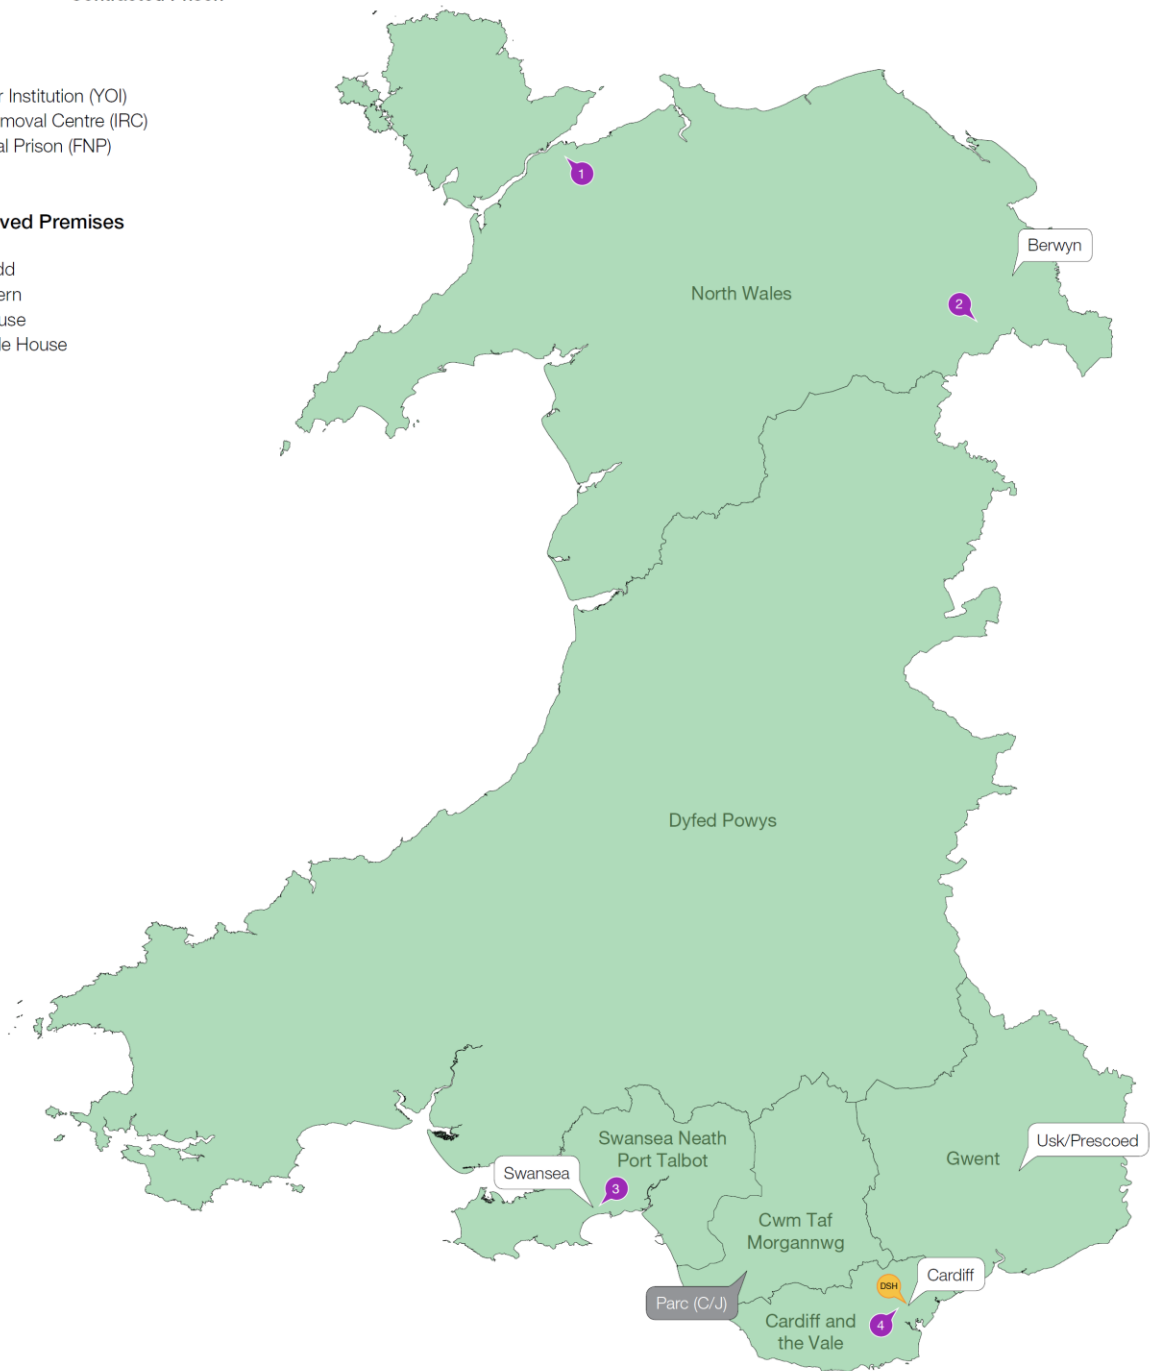 r Institution (YOI)
moval Centre (IRC)
al Prison (FNP)
ved Premises
dd
ern
use
le House
1
Berwyn
North Wales
2
Dyfed Powys
Usk/Prescoed
Swansea Neath
Port Talbot
Gwent
Swansea
3
Cwm Taf
Morgannwg
Cardiff
DSH
Parc (C/J)
Cardiff and
the Vale
4